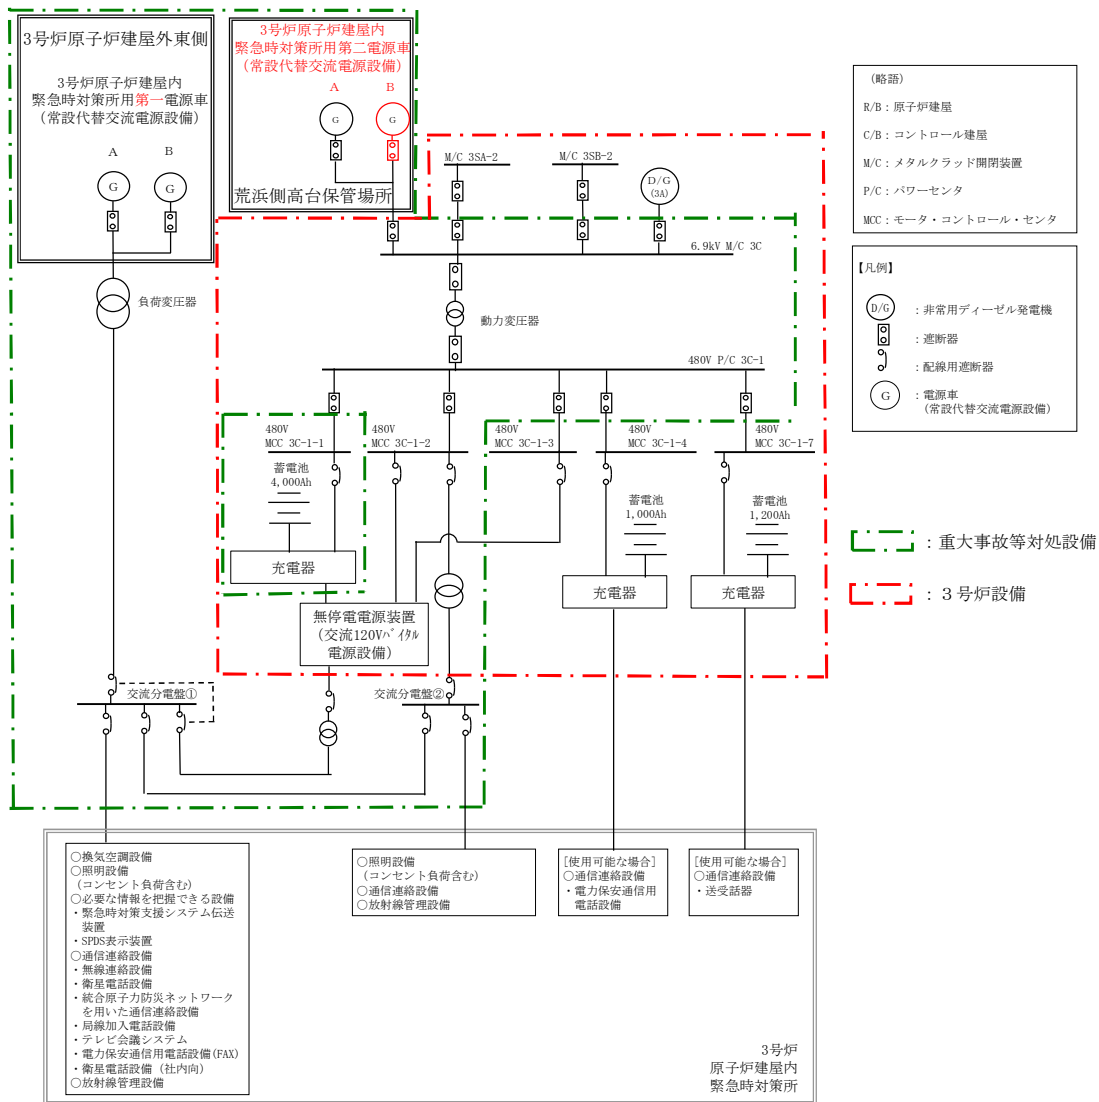 3号炉原子炉建屋外東側
3号炉原子炉建屋内
緊急時対策所用第一電源車
(常設代替交流電源設備)
A
B
G
G
負荷変圧器
3号炉原子炉建屋内
緊急時対策所用第二電源車
(常設代替交流電源設備)
A
B
G
G
荒浜側高台保管場所
M/C 3SA-2
M/C 3SB-2
D/G
(3A)
6.9kV M/C 3C
動力変圧器
480V P/C 3C-1
480V
MCC 3C-1-1
480V
MCC 3C-1-2
480V
MCC 3C-1-3
480V
MCC 3C-1-4
480V
MCC 3C-1-7
蓄電池
4,000Ah
蓄電池
1,000Ah
蓄電池
1,200Ah
充電器
充電器
充電器
無停電電源装置
(交流120Vバイタル
電源設備)
交流分電盤①
交流分電盤②
(略語)
R/B：原子炉建屋
C/B：コントロール建屋
M/C：メタルクラッド開閉装置
P/C：パワーセンタ
MCC：モータ・コントロール・センタ
【凡例】
D/G
：非常用ディーゼル発電機
：遮断器
：配線用遮断器
G
：電源車
(常設代替交流電源設備)
：重大事故等対処設備
：３号炉設備
○換気空調設備
○照明設備
(コンセント負荷含む)
○必要な情報を把握できる設備
・緊急時対策支援システム伝送
装置
・SPDS表示装置
○通信連絡設備
・無線連絡設備
・衛星電話設備
・統合原子力防災ネットワーク
を用いた通信連絡設備
・局線加入電話設備
・テレビ会議システム
・電力保安通信用電話設備(FAX)
・衛星電話設備（社内向）
○放射線管理設備
○照明設備
(コンセント負荷含む)
○通信連絡設備
○放射線管理設備
[使用可能な場合]
○通信連絡設備
・電力保安通信用
電話設備
[使用可能な場合]
○通信連絡設備
・送受話器
3号炉
原子炉建屋内
緊急時対策所